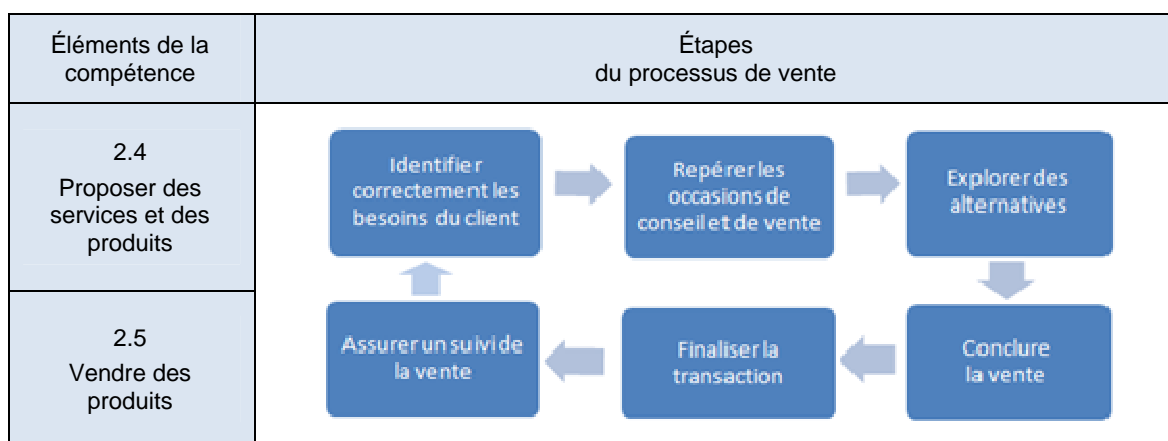 Éléments de la
compétence
Étapes
du processus de vente
2.4
Proposer des
services et des
produits
Identifier
correctement les
besoins du client
Repérer les
occasions de
conseil et de vente
Explorer des
alternatives
2.5
Vendre des
produits
Assurer un suivi de
la vente
Finaliser la
transaction
Conclure
la vente